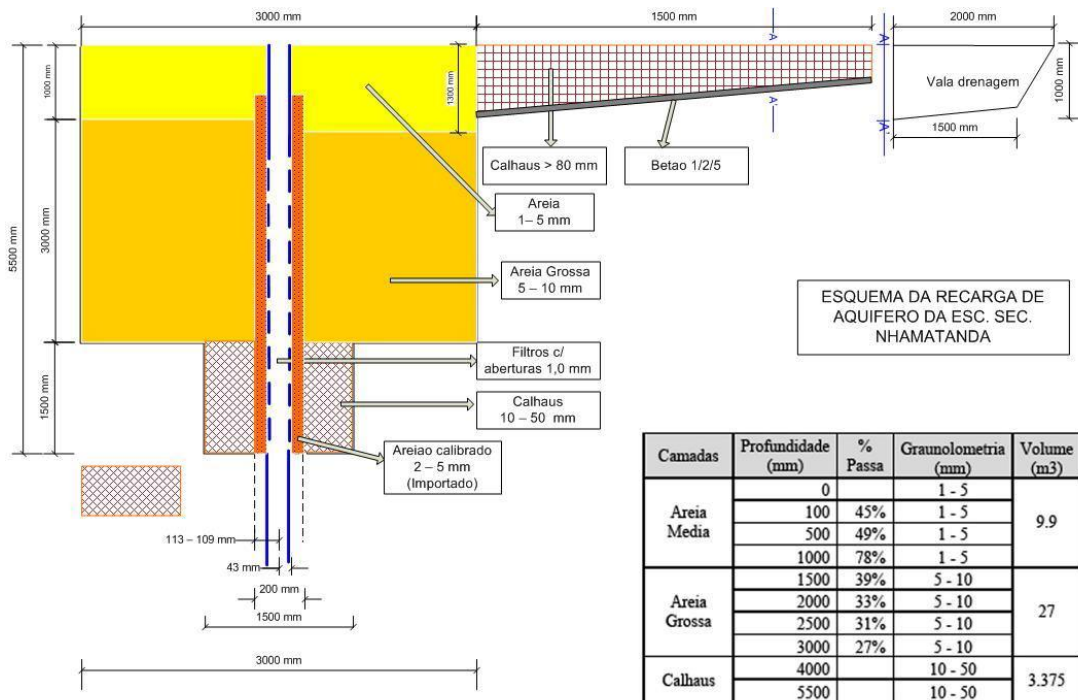 3000 mm
1500 mm
2000 mm
1000 mm
5500 mm
3000 mm
1500 mm
1300 mm
A
A'
A
A'
Vala drenagem
1000 mm
1500 mm
Calhaus > 80 mm
Betao 1/2/5
Areia
1– 5 mm
Areia Grossa
5 – 10 mm
Filtros c/
aberturas 1,0 mm
Calhaus
10 – 50 mm
Areiao calibrado
2 – 5 mm
(Importado)
ESQUEMA DA RECARGA DE
AQUIFERO DA ESC. SEC.
NHAMATANDA
113 – 109 mm
43 mm
200 mm
1500 mm
3000 mm
Camadas Profundidade (mm) % Passa Graunolometria (mm) Volume (m3)
Areia Media 0 1 - 5 9.9
100 45% 1 - 5
500 49% 1 - 5
1000 78% 1 - 5
Areia Grossa 1500 39% 5 - 10 27
2000 33% 5 - 10
2500 31% 5 - 10
3000 27% 5 - 10
Calhaus 4000 10 - 50 3.375
5500 10 - 50